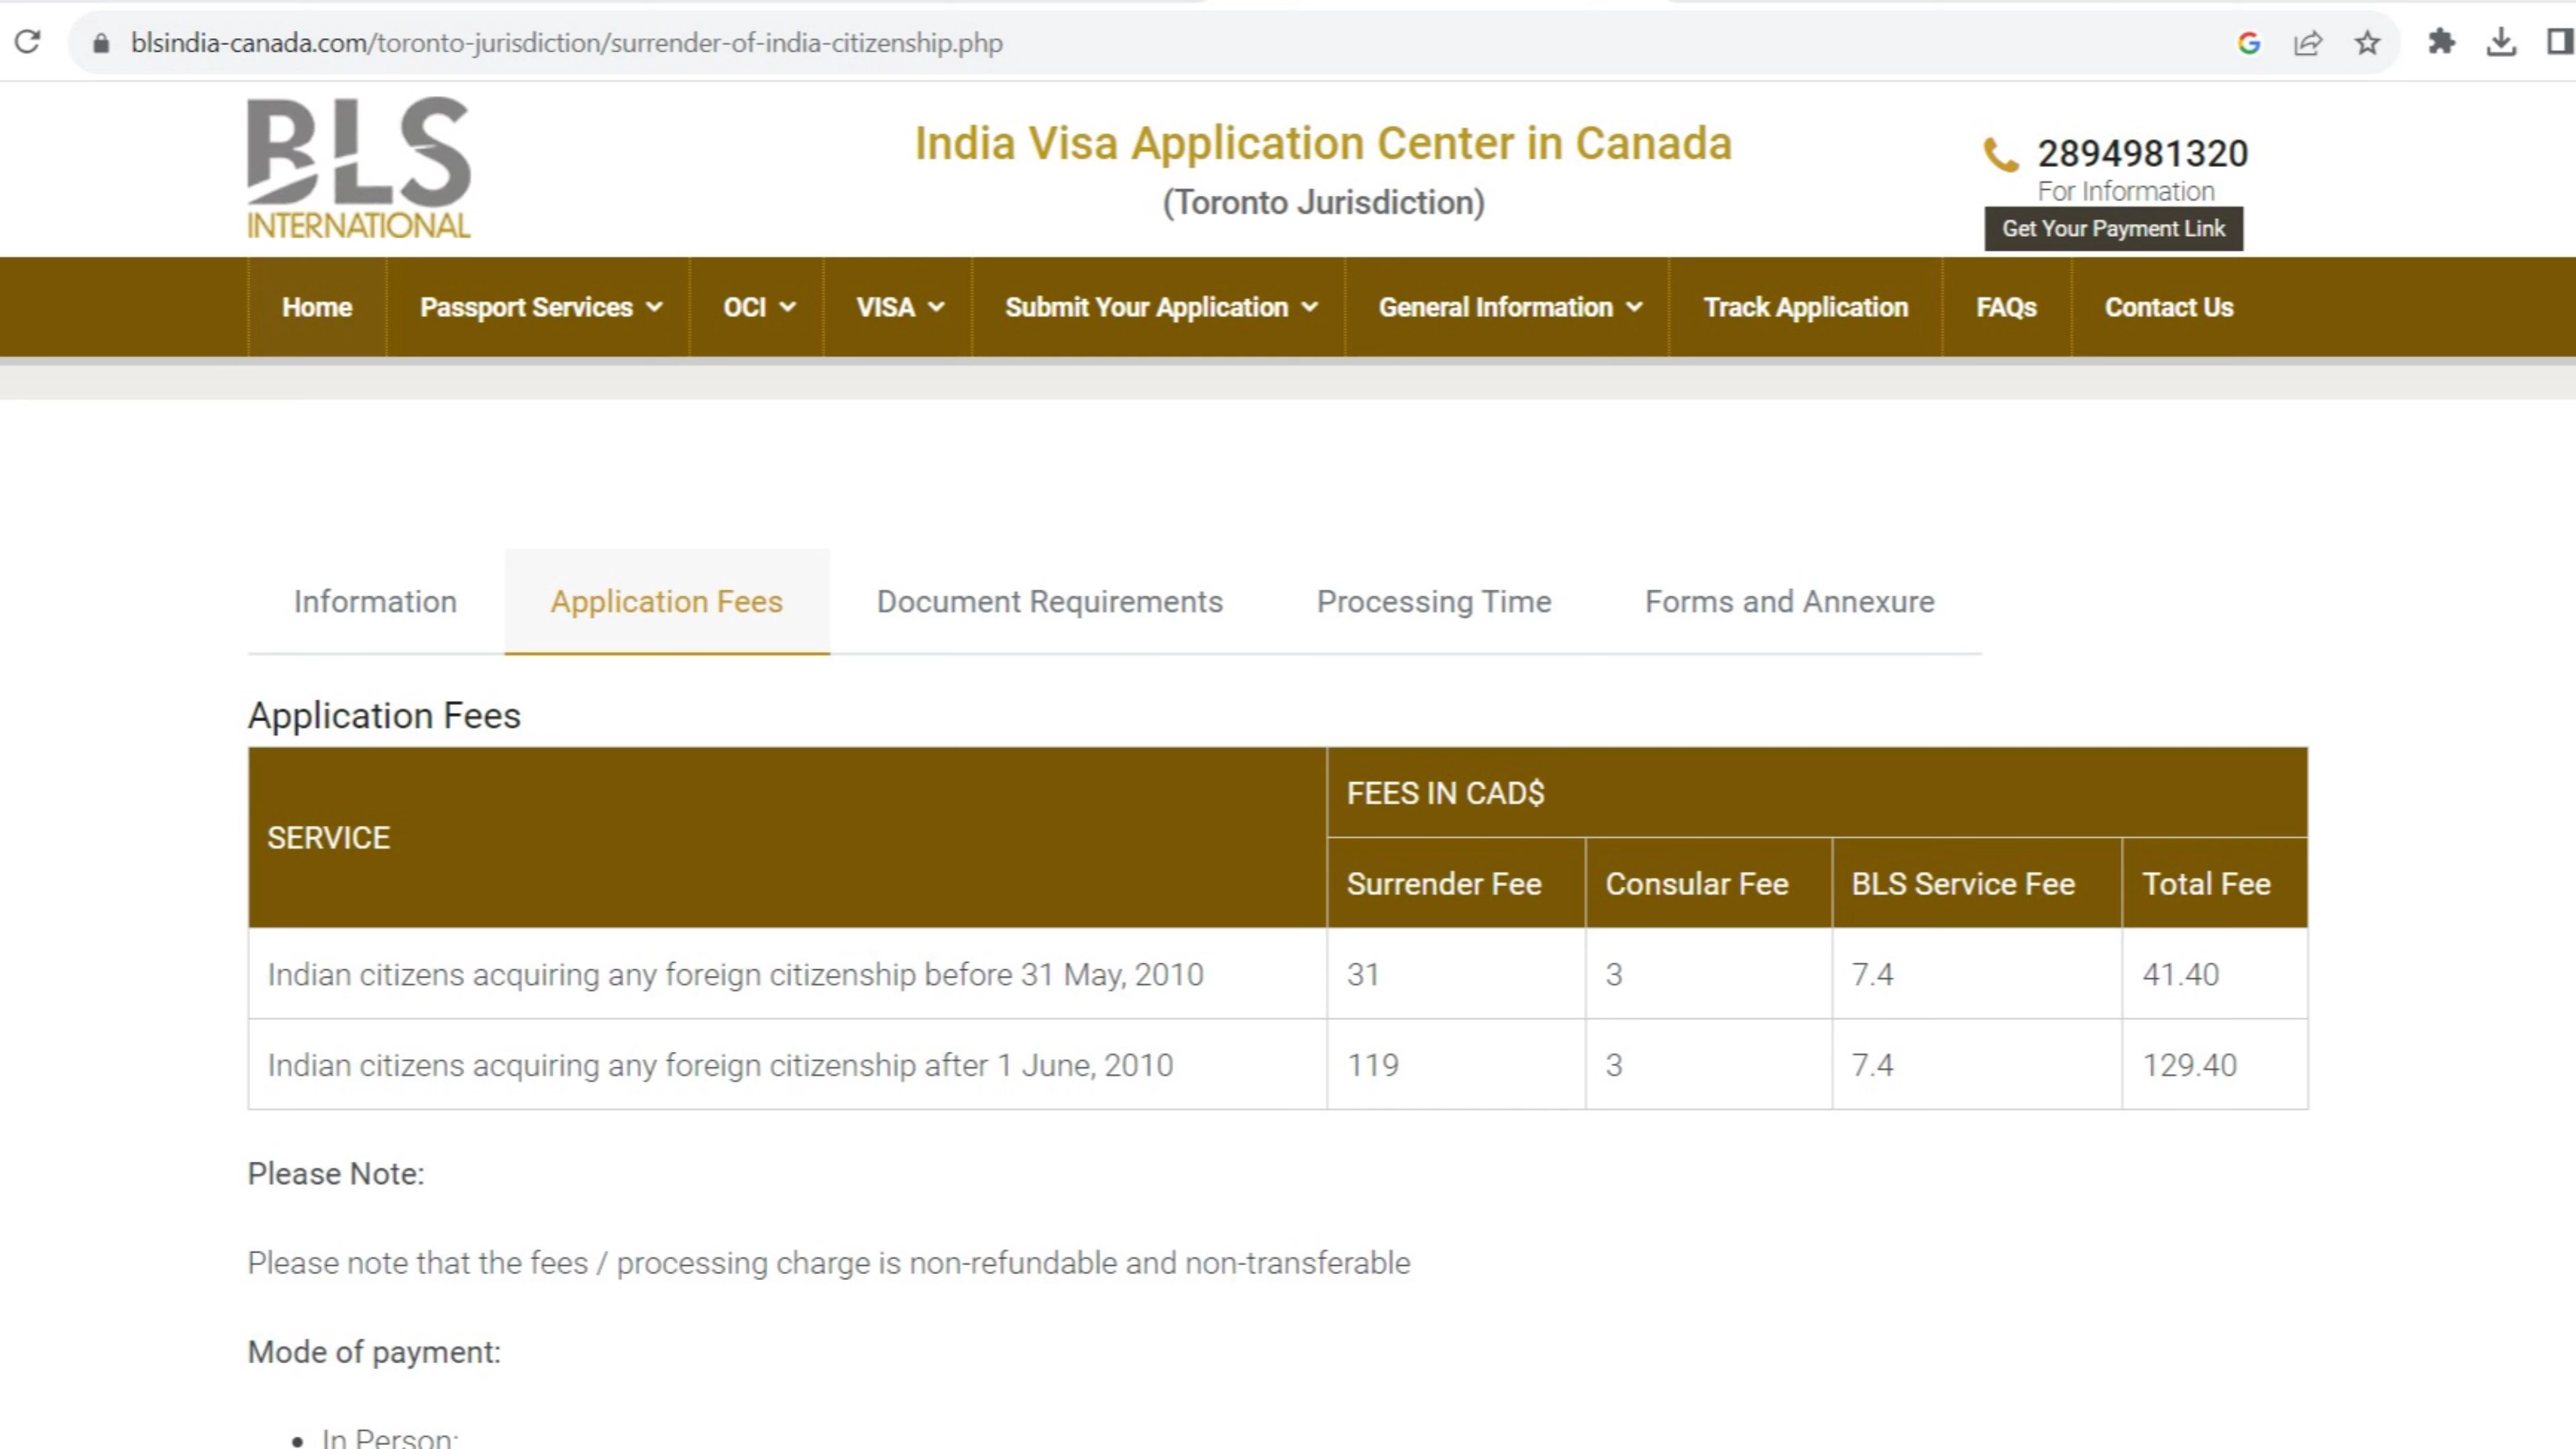 blsindia-canada.com/toronto-jurisdiction/surrender-of-india-citizenship.php
BLS
INTERNATIONAL
India Visa Application Center in Canada
(Toronto Jurisdiction)
2894981320
For Information
Get Your Payment Link
Home Passport Services OCI VISA Submit Your Application General Information Track Application FAQs Contact Us
Information Application Fees Document Requirements Processing Time Forms and Annexure
Application Fees
SERVICE
FEES IN CAD$
Surrender Fee Consular Fee BLS Service Fee Total Fee
Indian citizens acquiring any foreign citizenship before 31 May, 2010 31 3 7.4 41.40
Indian citizens acquiring any foreign citizenship after 1 June, 2010 119 3 7.4 129.40
Please Note:
Please note that the fees / processing charge is non-refundable and non-transferable
Mode of payment:
• In Person: